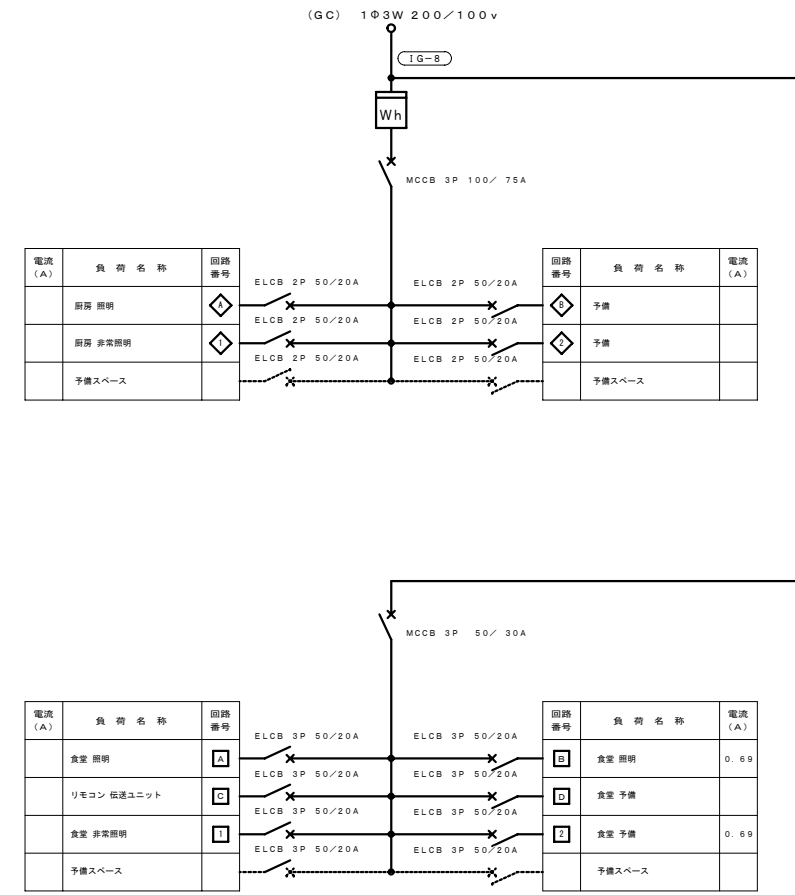 (GC) 1Φ3W 200/100v
IG-8
Wh
MCCB 3P 100/ 75A
電流
(A)
負 荷 名 称
回路
番号
ELCB 2P 50/20A
ELCB 2P 50/20A
回路
番号
負 荷 名 称
電流
(A)
厨房 照明
A
B
予備
ELCB 2P 50/20A
ELCB 2P 50/20A
厨房 非常照明
1
2
予備
ELCB 2P 50/20A
ELCB 2P 50/20A
予備スペース
予備スペース
MCCB 3P 50/ 30A
電流
(A)
負 荷 名 称
回路
番号
ELCB 3P 50/20A
ELCB 3P 50/20A
回路
番号
負 荷 名 称
電流
(A)
食堂 照明
A
B
食堂 照明
0.69
ELCB 3P 50/20A
ELCB 3P 50/20A
リモコン 伝送ユニット
C
D
食堂 予備
ELCB 3P 50/20A
ELCB 3P 50/20A
食堂 非常照明
1
2
食堂 予備
0.69
ELCB 3P 50/20A
ELCB 3P 50/20A
予備スペース
予備スペース